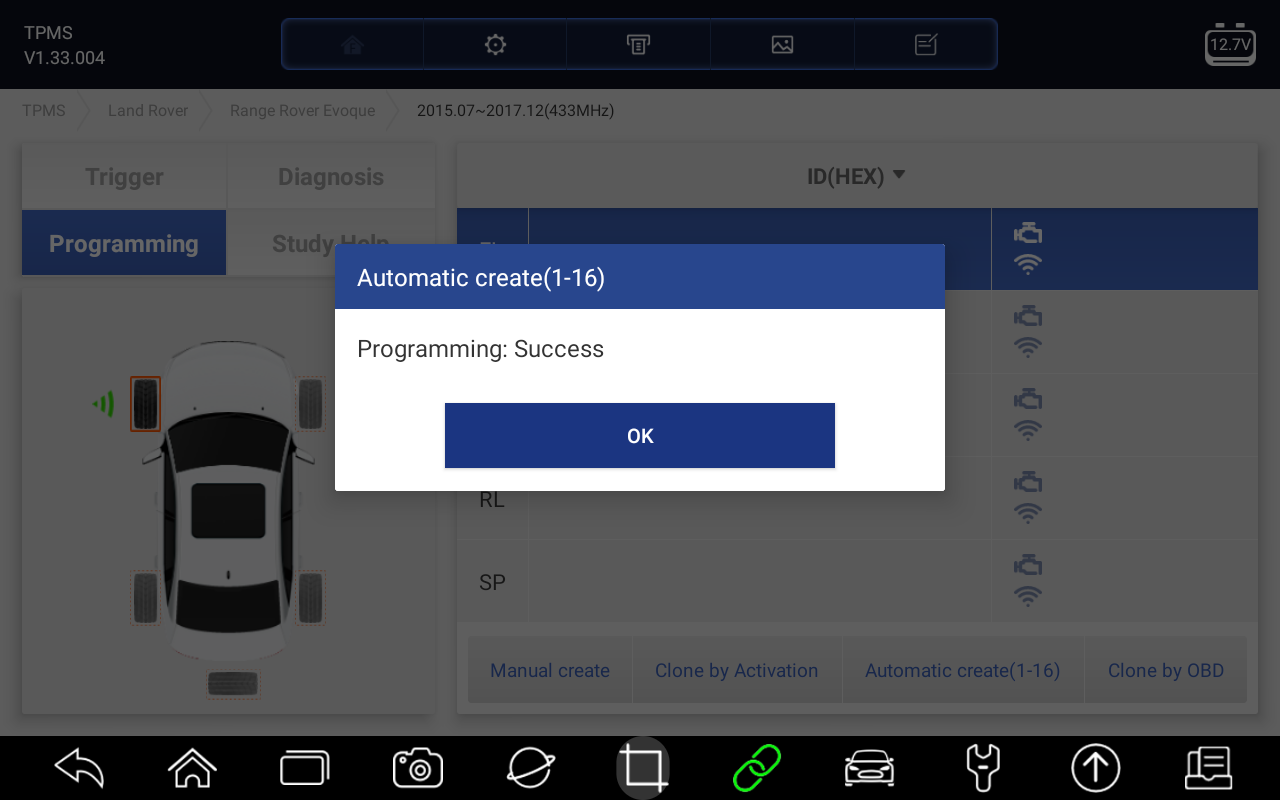 TPMS
V1.33.004
12.7V
TPMS
Land Rover
Range Rover Evoque
2015.07~2017.12(433MHz)
Trigger
Diagnosis
Programming
Study Help
ID(HEX)
Automatic create(1-16)
Programming: Success
OK
RL
SP
Manual create
Clone by Activation
Automatic create(1-16)
Clone by OBD